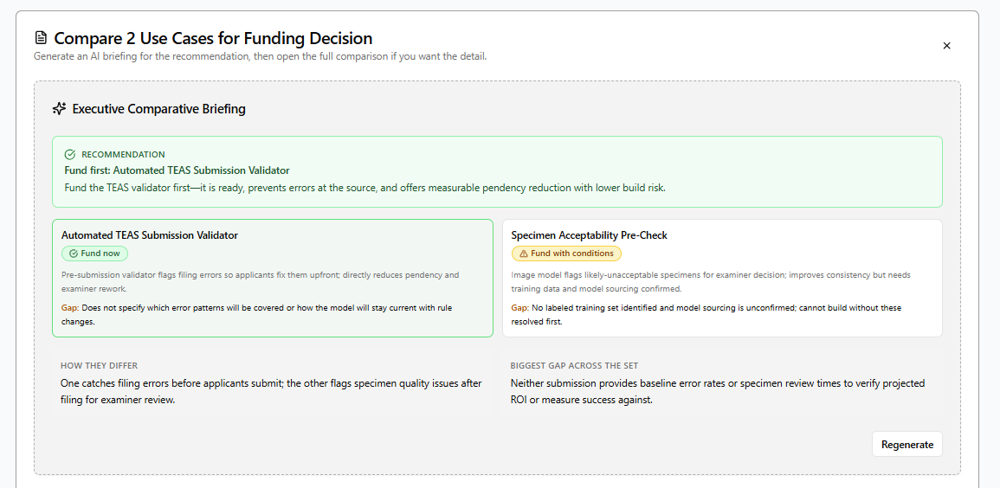 Compare 2 Use Cases for Funding Decision
Generate an AI briefing for the recommendation, then open the full comparison if you want the detail.
Executive Comparative Briefing
RECOMMENDATION
Fund first: Automated TEAS Submission Validator
Fund the TEAS validator first—it is ready, prevents errors at the source, and offers measurable pendency reduction with lower build risk.
Automated TEAS Submission Validator
Fund now
Pre-submission validator flags filing errors so applicants fix them upfront; directly reduces pendency and
examiner rework.
Gap: Does not specify which error patterns will be covered or how the model will stay current with rule
changes.
Specimen Acceptability Pre-Check
Fund with conditions
Image model flags likely-unacceptable specimens for examiner decision; improves consistency but needs
training data and model sourcing confirmed.
Gap: No labeled training set identified and model sourcing is unconfirmed; cannot build without these
resolved first.
HOW THEY DIFFER
One catches filing errors before applicants submit; the other flags specimen quality issues after
filing for examiner review.
BIGGEST GAP ACROSS THE SET
Neither submission provides baseline error rates or specimen review times to verify projected
ROI or measure success against.
Regenerate